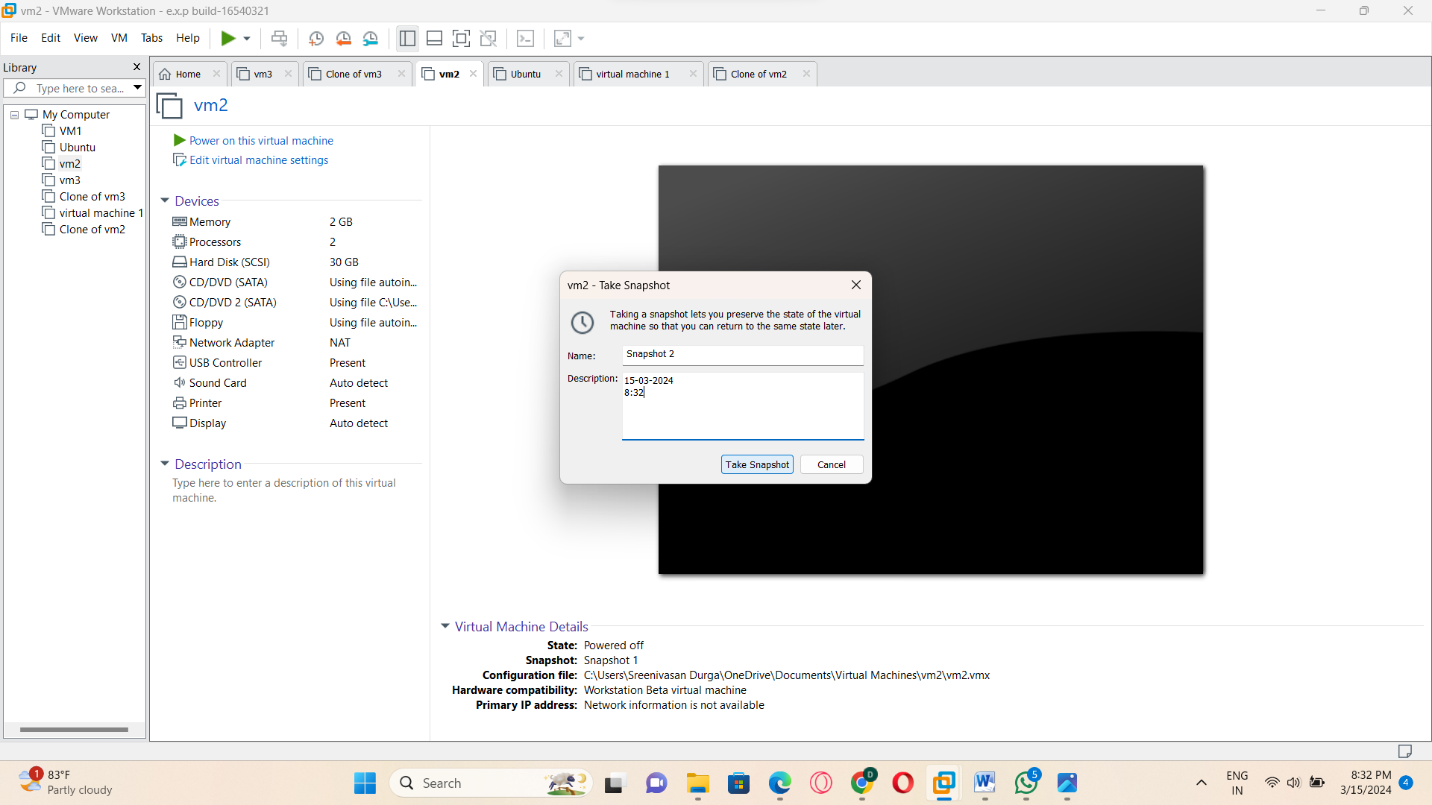 vm2 - VMware Workstation - e.x.p build-16540321
File Edit View VM Tabs Help
Library
Type here to sea...
My Computer
VM1
Ubuntu
vm2
vm3
Clone of vm3
virtual machine 1
Clone of vm2
Home vm3 Clone of vm3 vm2 Ubuntu virtual machine 1 Clone of vm2
vm2
Power on this virtual machine
Edit virtual machine settings
Devices
Memory 2 GB
Processors 2
Hard Disk (SCSI) 30 GB
CD/DVD (SATA) Using file autoin...
CD/DVD 2 (SATA) Using file C:\Use...
Floppy Using file autoin...
Network Adapter NAT
USB Controller Present
Sound Card Auto detect
Printer Present
Display Auto detect
Description
Type here to enter a description of this virtual
machine.
vm2 - Take Snapshot
Taking a snapshot lets you preserve the state of the virtual
machine so that you can return to the same state later.
Name: Snapshot 2
Description: 15-03-2024
8:32
Take Snapshot Cancel
Virtual Machine Details
State: Powered off
Snapshot: Snapshot 1
Configuration file: C:\Users\Sreenivasan Durga\OneDrive\Documents\Virtual Machines\vm2\vm2.vmx
Hardware compatibility: Workstation Beta virtual machine
Primary IP address: Network information is not available
1
83°F
Partly cloudy
Search
D
W
5
ENG
IN
8:32 PM
3/15/2024
4